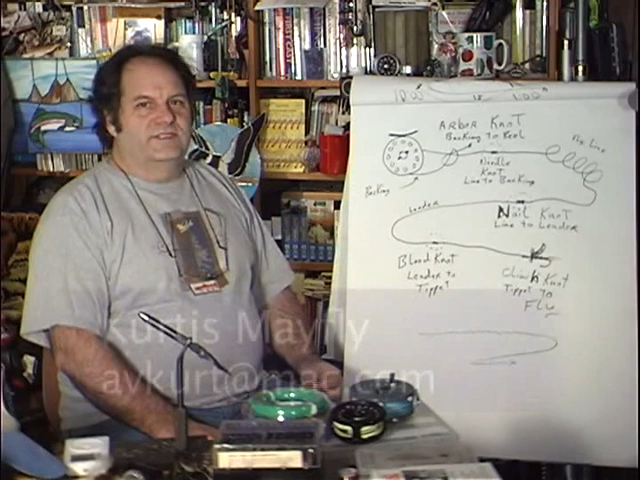 ARBOR KNOT
Backing To Reel
Fly Line
Needle
Knot
Line to Backing
Backing
Leader
Nail Knot
Line to Leader
Blood Knot
Leader to
Tippet
Clinch Knot
Tippet To
Fly
Kurtis Mayfly
avkurt@mac.com